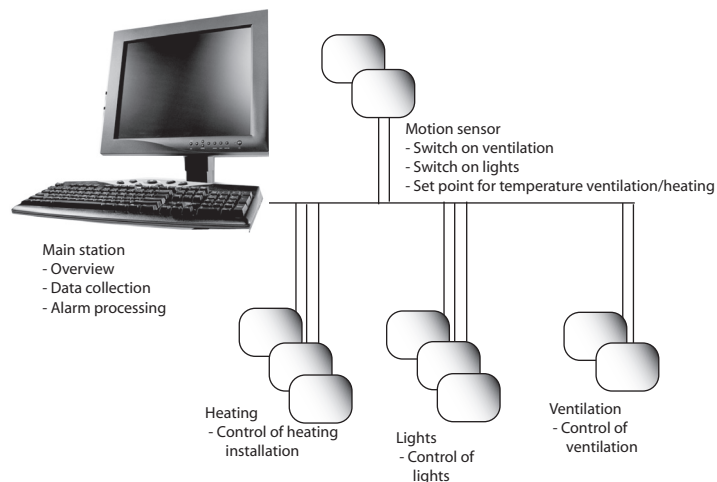 Motion sensor
- Switch on ventilation
- Switch on lights
- Set point for temperature ventilation/heating
Main station
- Overview
- Data collection
- Alarm processing
Heating
- Control of heating
installation
Lights
- Control of
lights
Ventilation
- Control of
ventilation